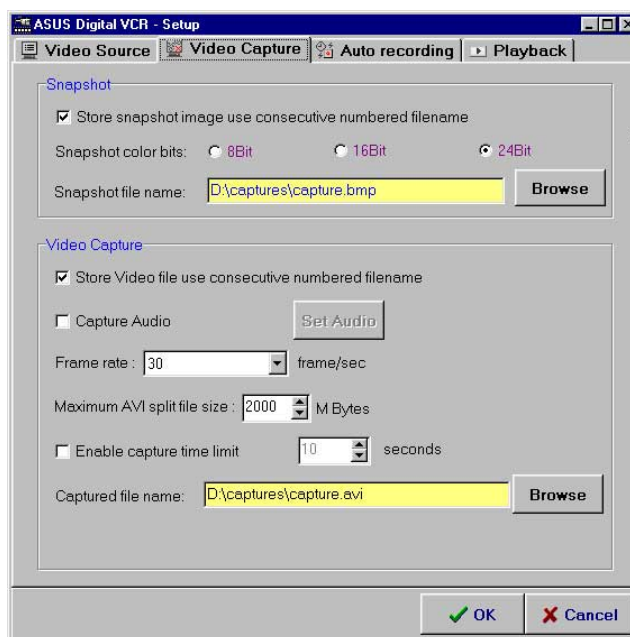 ASUS Digital VCR - Setup
Video Source Video Capture Auto recording Playback
Snapshot
Store snapshot image use consecutive numbered filename
Snapshot color bits: 8Bit 16Bit 24Bit
Snapshot file name: D:\captures\capture.bmp Browse
Video Capture
Store Video file use consecutive numbered filename
Capture Audio Set Audio
Frame rate : 30 frame/sec
Maximum AVI split file size : 2000 M Bytes
Enable capture time limit 10 seconds
Captured file name: D:\captures\capture.avi Browse
OK Cancel